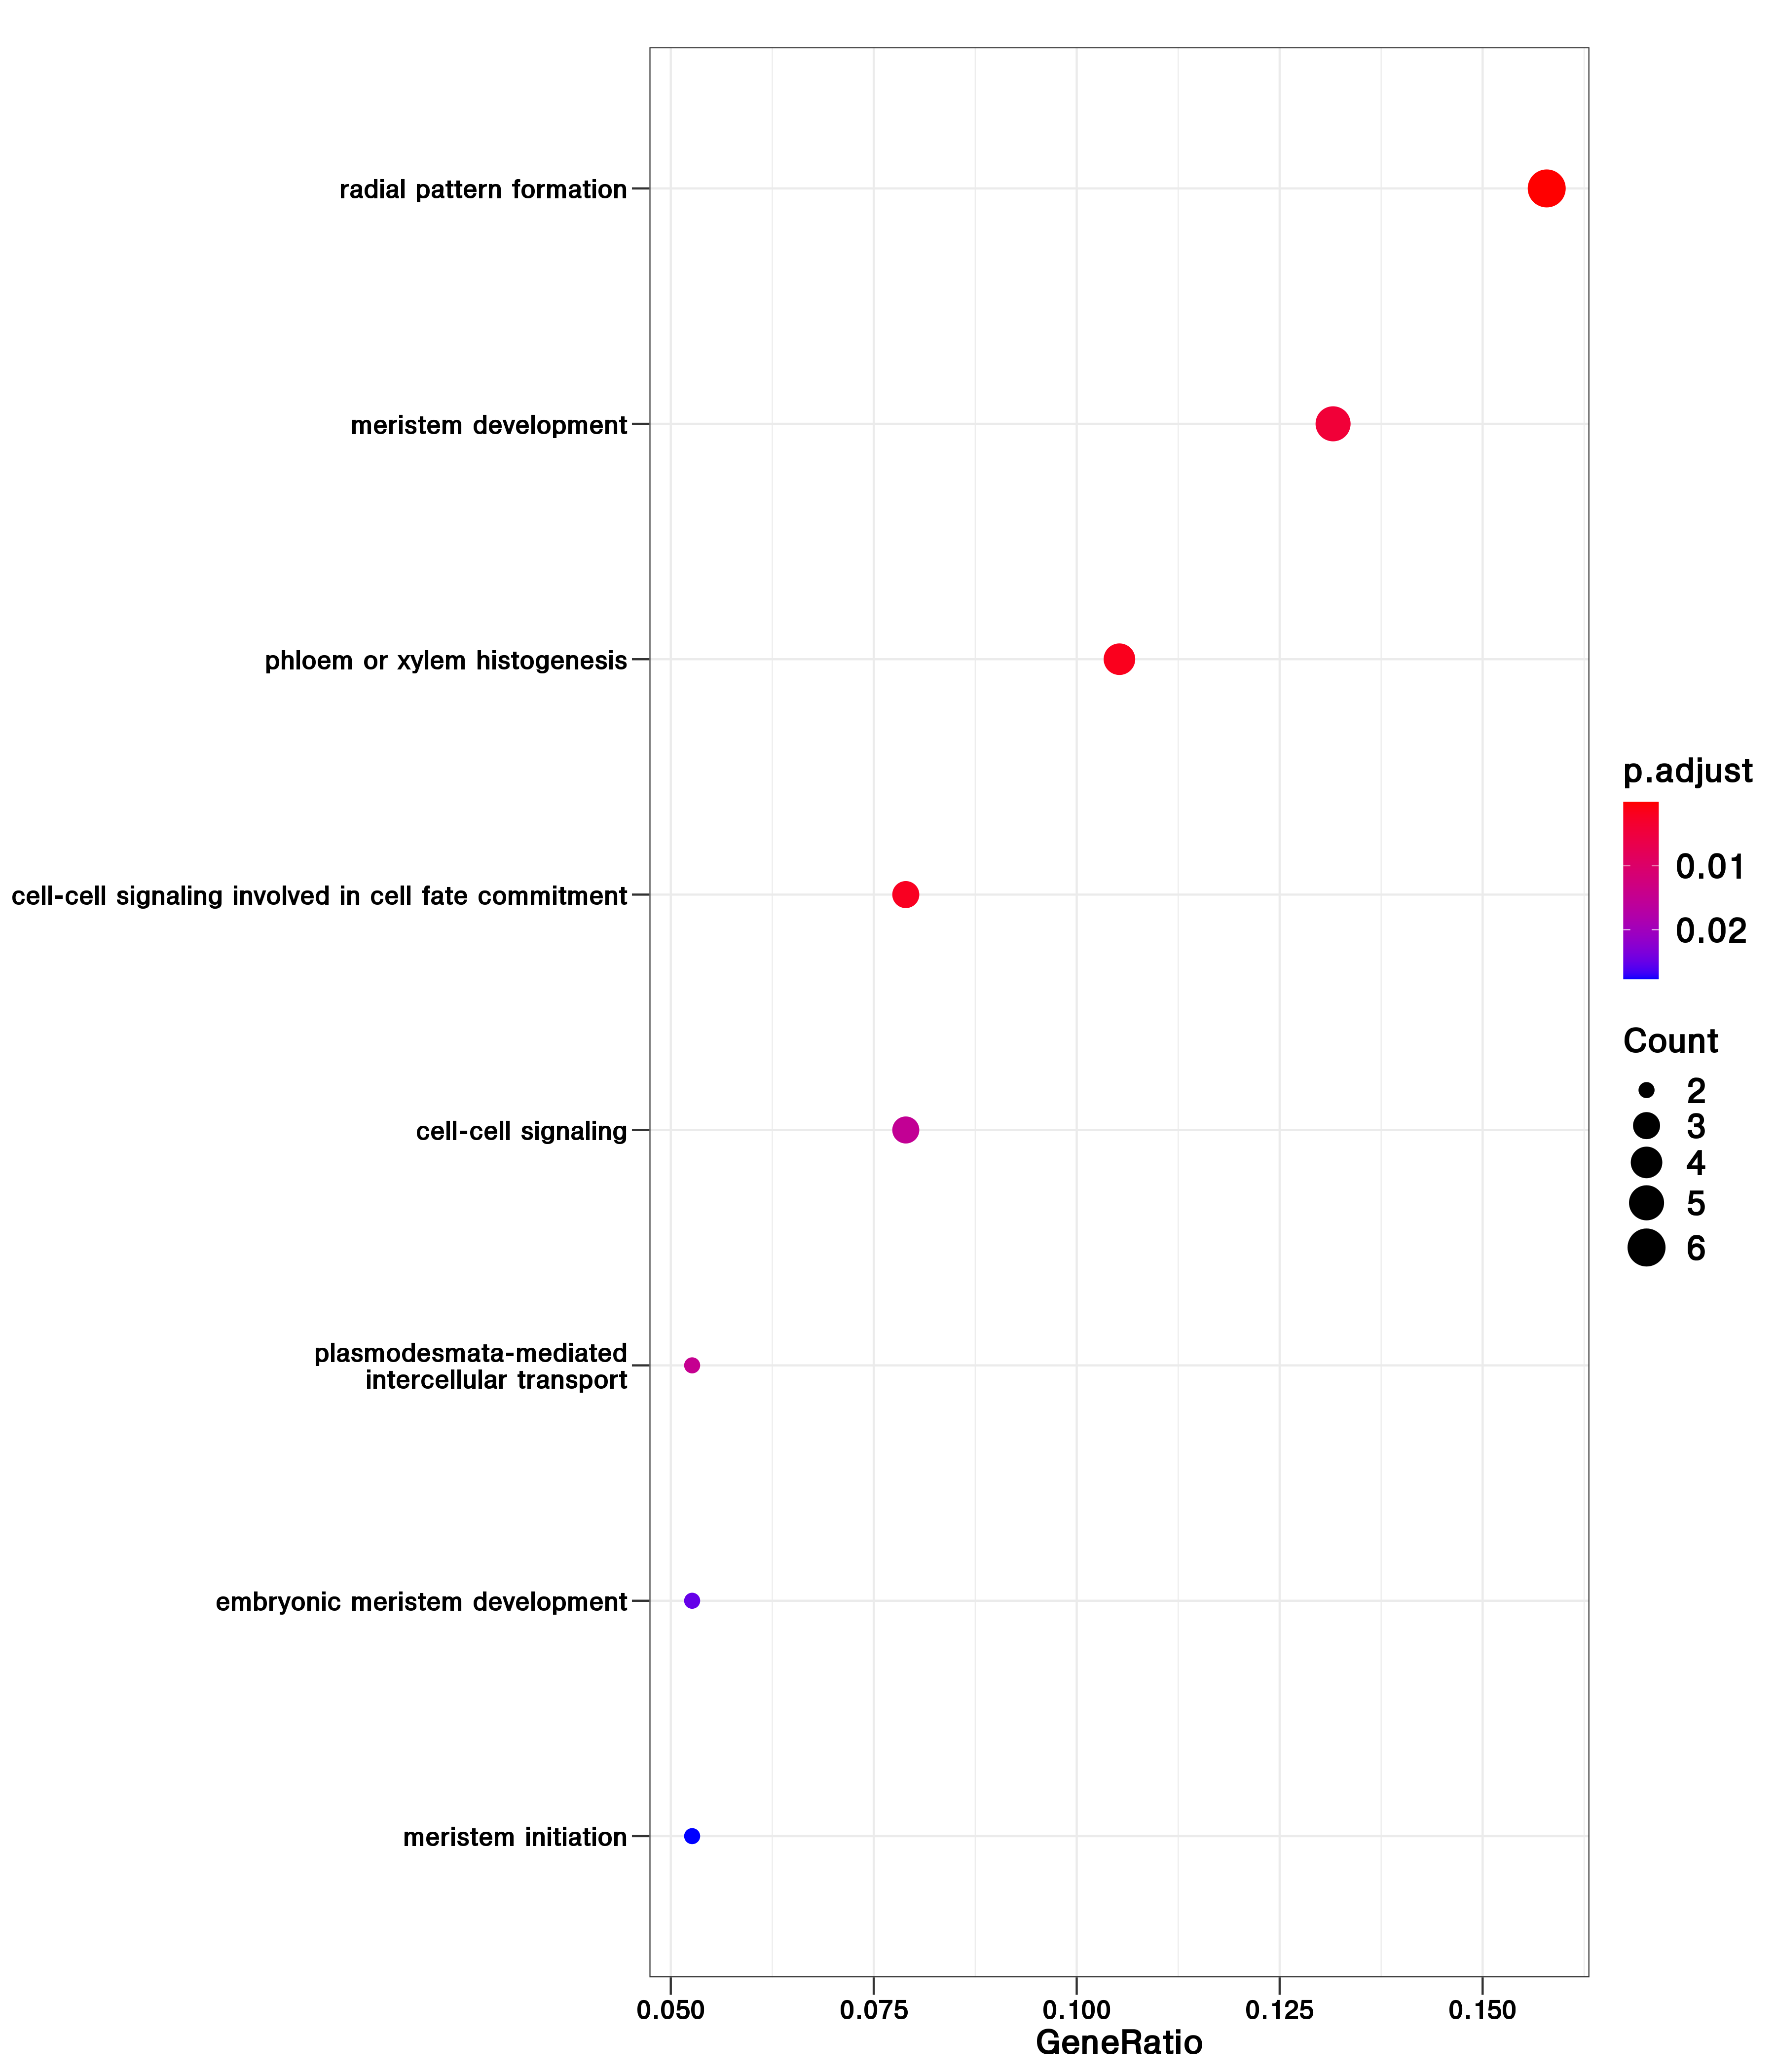 radial pattern formation
meristem development
phloem or xylem histogenesis
cell-cell signaling involved in cell fate commitment
cell-cell signaling
plasmodesmata-mediated
intercellular transport
embryonic meristem development
meristem initiation
0.050 0.075 0.100 0.125 0.150
GeneRatio
p.adjust
0.01
0.02
Count
2
3
4
5
6